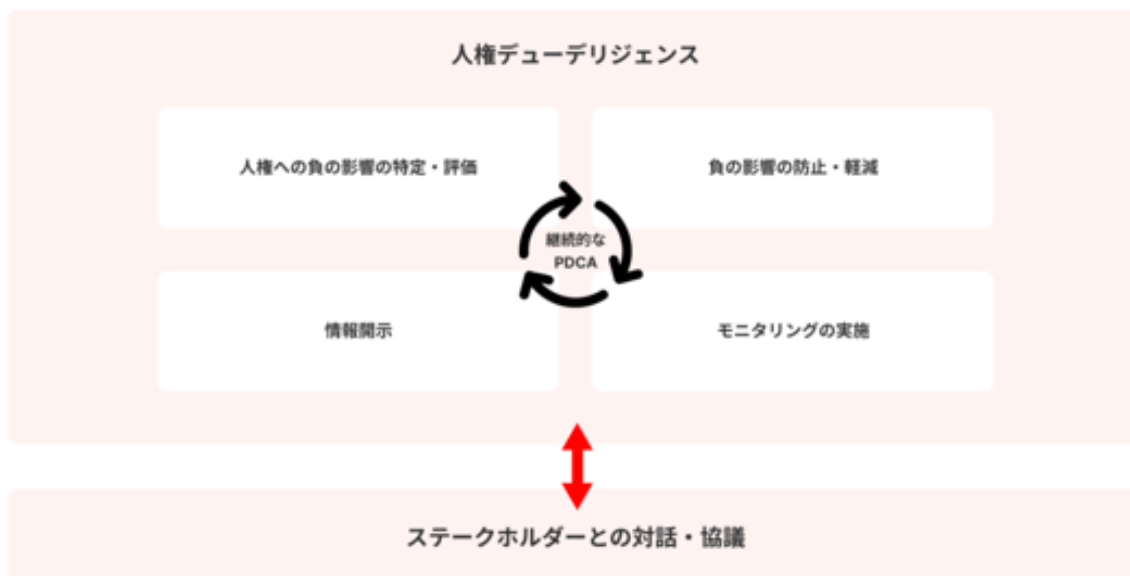 人権デューデリジェンス
人権への負の影響の特定・評価
負の影響の防止・軽減
継続的な
PDCA
情報開示
モニタリングの実施
ステークホルダーとの対話・協議